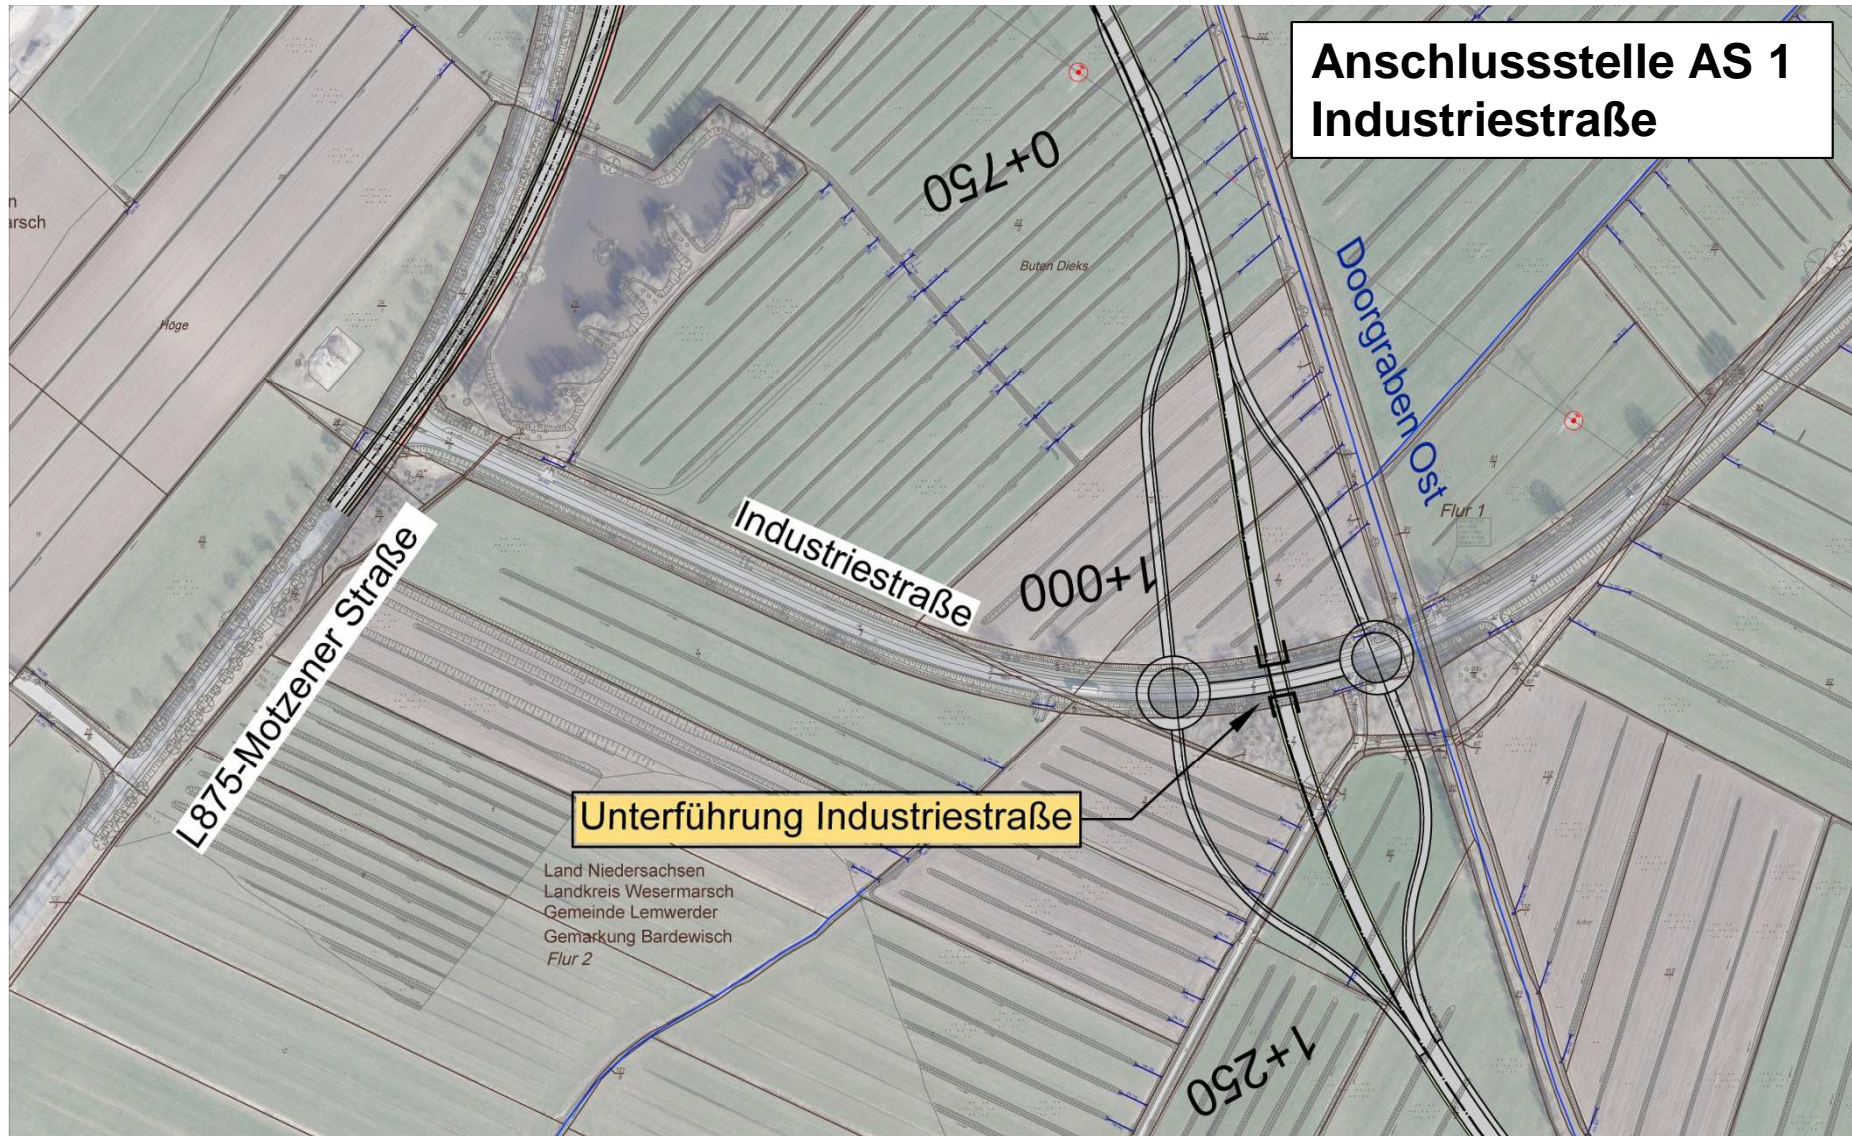 Anschlussstelle AS 1
Industriestraße
n
arsch
0+750
Buten Dieks
Höge
Doorgraben Ost
Flur 1
Industriestraße
1+000
L875-Motzener Straße
Unterführung Industriestraße
Land Niedersachsen
Landkreis Wesermarsch
Gemeinde Lemwerder
Gemarkung Bardewisch
Flur 2
1+250